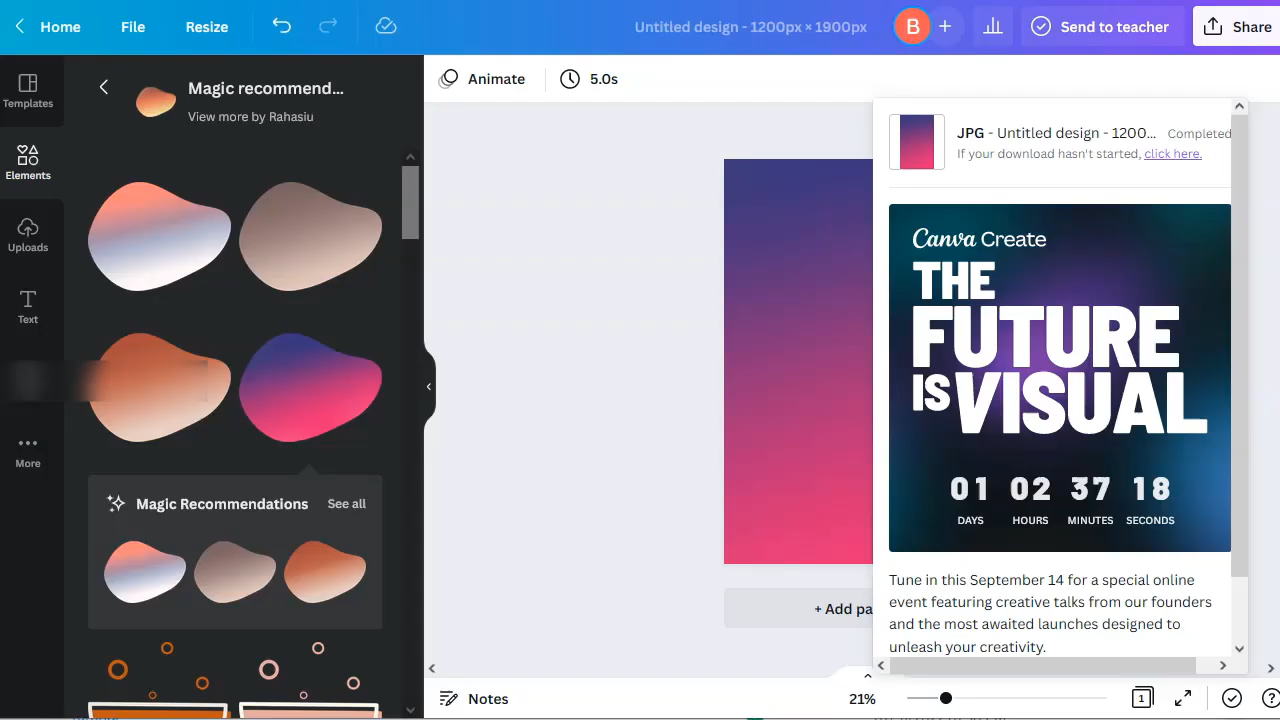 Home
File
Resize
Untitled design - 1200px × 1900px
B
+
Send to teacher
Share
Templates
Elements
Uploads
Text
More
Magic recommend...
View more by Rahasiu
Magic Recommendations
See all
Animate
5.0s
+ Add pa
JPG - Untitled design - 1200... Completed
If your download hasn't started, click here.
Canva Create
THE
FUTURE
IS VISUAL
01 02 37 18
DAYS HOURS MINUTES SECONDS
Tune in this September 14 for a special online
event featuring creative talks from our founders
and the most awaited launches designed to
unleash your creativity.
Notes
21%
1
?